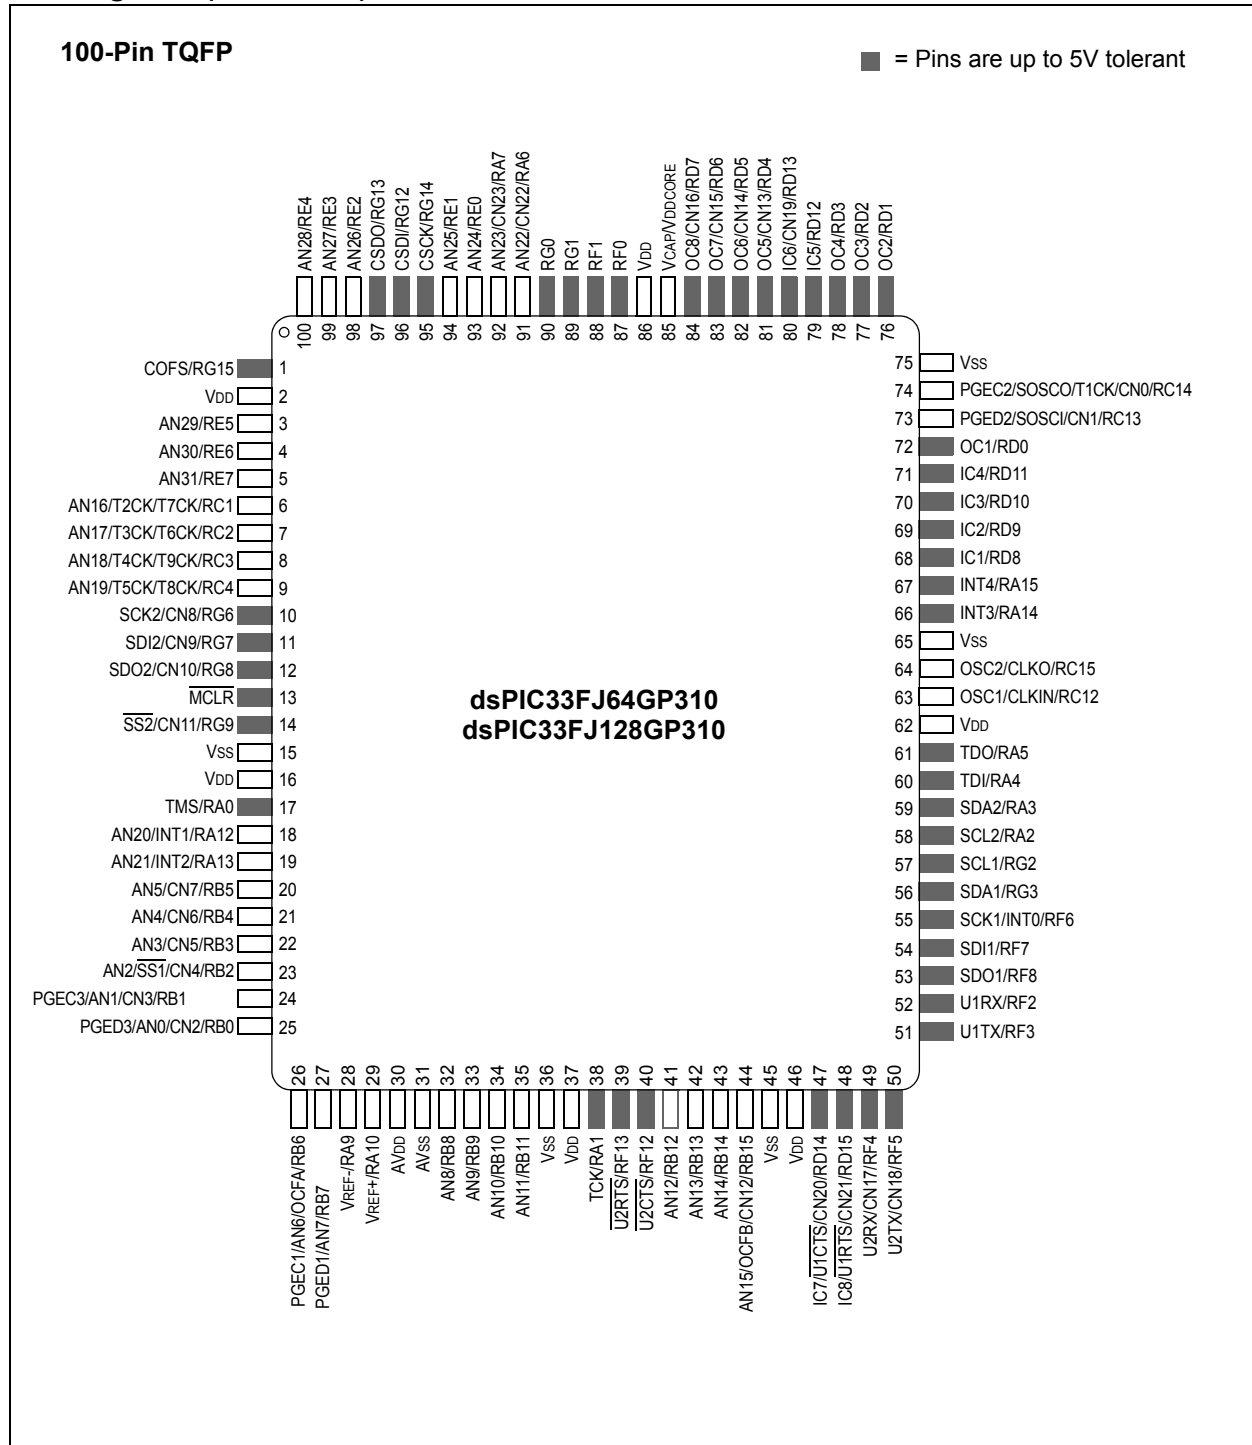 100-Pin TQFP
= Pins are up to 5V tolerant
AN28/RE4
AN27/RE3
AN26/RE2
CSDO/RG13
CSDI/RG12
CSCK/RG14
AN25/RE1
AN24/RE0
AN23/CN23/RA7
AN22/CN22/RA6
RG0
RG1
RF1
RF0
VDD
VCAP/VDDCORE
OC8/CN16/RD7
OC7/CN15/RD6
OC6/CN14/RD5
OC5/CN13/RD4
IC6/CN19/RD13
IC5/RD12
OC4/RD3
OC3/RD2
OC2/RD1
100 99 98 97 96 95 94 93 92 91 90 89 88 87 86 85 84 83 82 81 80 79 78 77 76
COFS/RG15 1
VDD 2
AN29/RE5 3
AN30/RE6 4
AN31/RE7 5
AN16/T2CK/T7CK/RC1 6
AN17/T3CK/T6CK/RC2 7
AN18/T4CK/T9CK/RC3 8
AN19/T5CK/T8CK/RC4 9
SCK2/CN8/RG6 10
SDI2/CN9/RG7 11
SDO2/CN10/RG8 12
MCLR 13
SS2/CN11/RG9 14
VSS 15
VDD 16
TMS/RA0 17
AN20/INT1/RA12 18
AN21/INT2/RA13 19
AN5/CN7/RB5 20
AN4/CN6/RB4 21
AN3/CN5/RB3 22
AN2/SS1/CN4/RB2 23
PGEC3/AN1/CN3/RB1 24
PGED3/AN0/CN2/RB0 25
dsPIC33FJ64GP310
dsPIC33FJ128GP310
75 VSS
74 PGEC2/SOSCO/T1CK/CN0/RC14
73 PGED2/SOSCI/CN1/RC13
72 OC1/RD0
71 IC4/RD11
70 IC3/RD10
69 IC2/RD9
68 IC1/RD8
67 INT4/RA15
66 INT3/RA14
65 VSS
64 OSC2/CLKO/RC15
63 OSC1/CLKIN/RC12
62 VDD
61 TDO/RA5
60 TDI/RA4
59 SDA2/RA3
58 SCL2/RA2
57 SCL1/RG2
56 SDA1/RG3
55 SCK1/INT0/RF6
54 SDI1/RF7
53 SDO1/RF8
52 U1RX/RF2
51 U1TX/RF3
26 27 28 29 30 31 32 33 34 35 36 37 38 39 40 41 42 43 44 45 46 47 48 49 50
PGEC1/AN6/OCFA/RB6
PGED1/AN7/RB7
VREF-/RA9
VREF+/RA10
AVDD
AVSS
AN8/RB8
AN9/RB9
AN10/RB10
AN11/RB11
VSS
VDD
TCK/RA1
U2RTS/RF13
U2CTS/RF12
AN12/RB12
AN13/RB13
AN14/RB14
AN15/OCFB/CN12/RB15
VSS
VDD
IC7/U1CTS/CN20/RD14
IC8/U1RTS/CN21/RD15
U2RX/CN17/RF4
U2TX/CN18/RF5